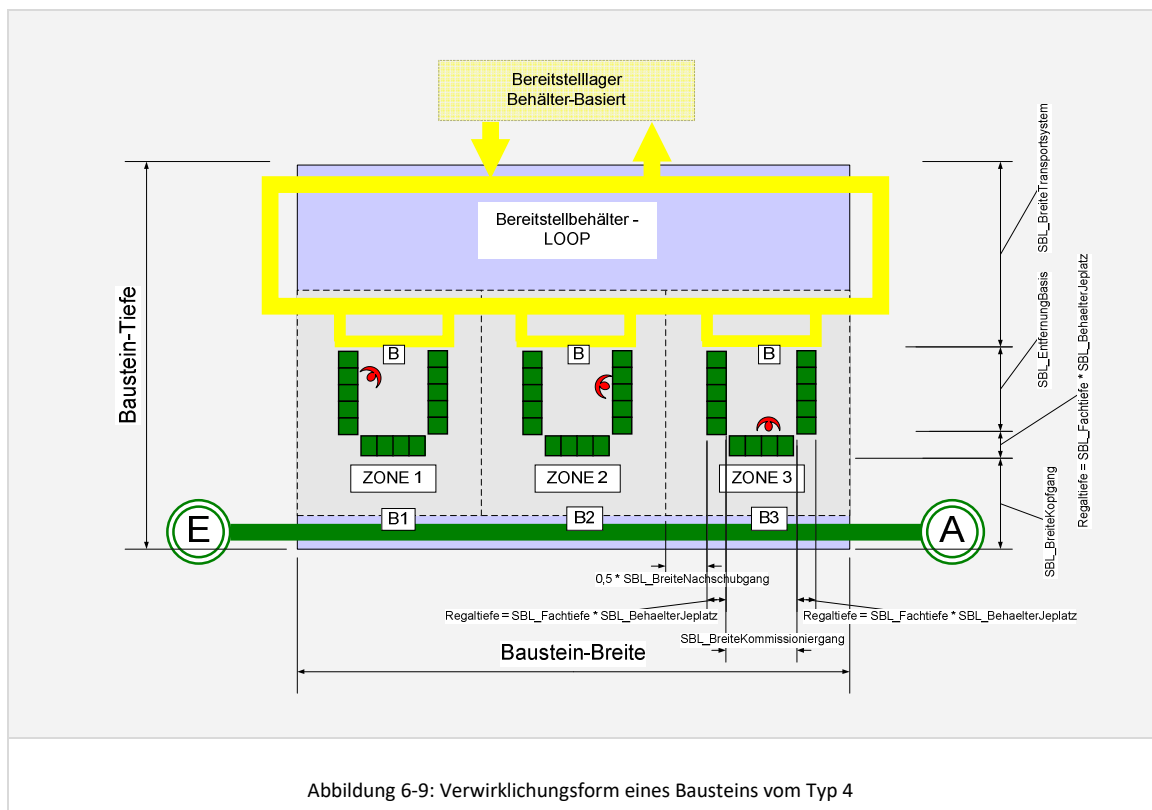 Bereitstelllager
Behälter-Basiert
Bereitstellbehälter -
LOOP
B
B
B
ZONE 1
ZONE 2
ZONE 3
E
B1
B2
B3
A
Baustein-Tiefe
SBL_BreiteTransportsystem
SBL_EntfernungBasis
Regaltiefe = SBL_Fachtiefe * SBL_BehaelterJeplatz
SBL_BreiteKopfgang
0,5 * SBL_BreiteNachschubgang
Regaltiefe = SBL_Fachtiefe * SBL_BehaelterJeplatz
Regaltiefe = SBL_Fachtiefe * SBL_BehaelterJeplatz
SBL_BreiteKommissioniergang
Baustein-Breite
Abbildung 6-9: Verwirklichungsform eines Bausteins vom Typ 4